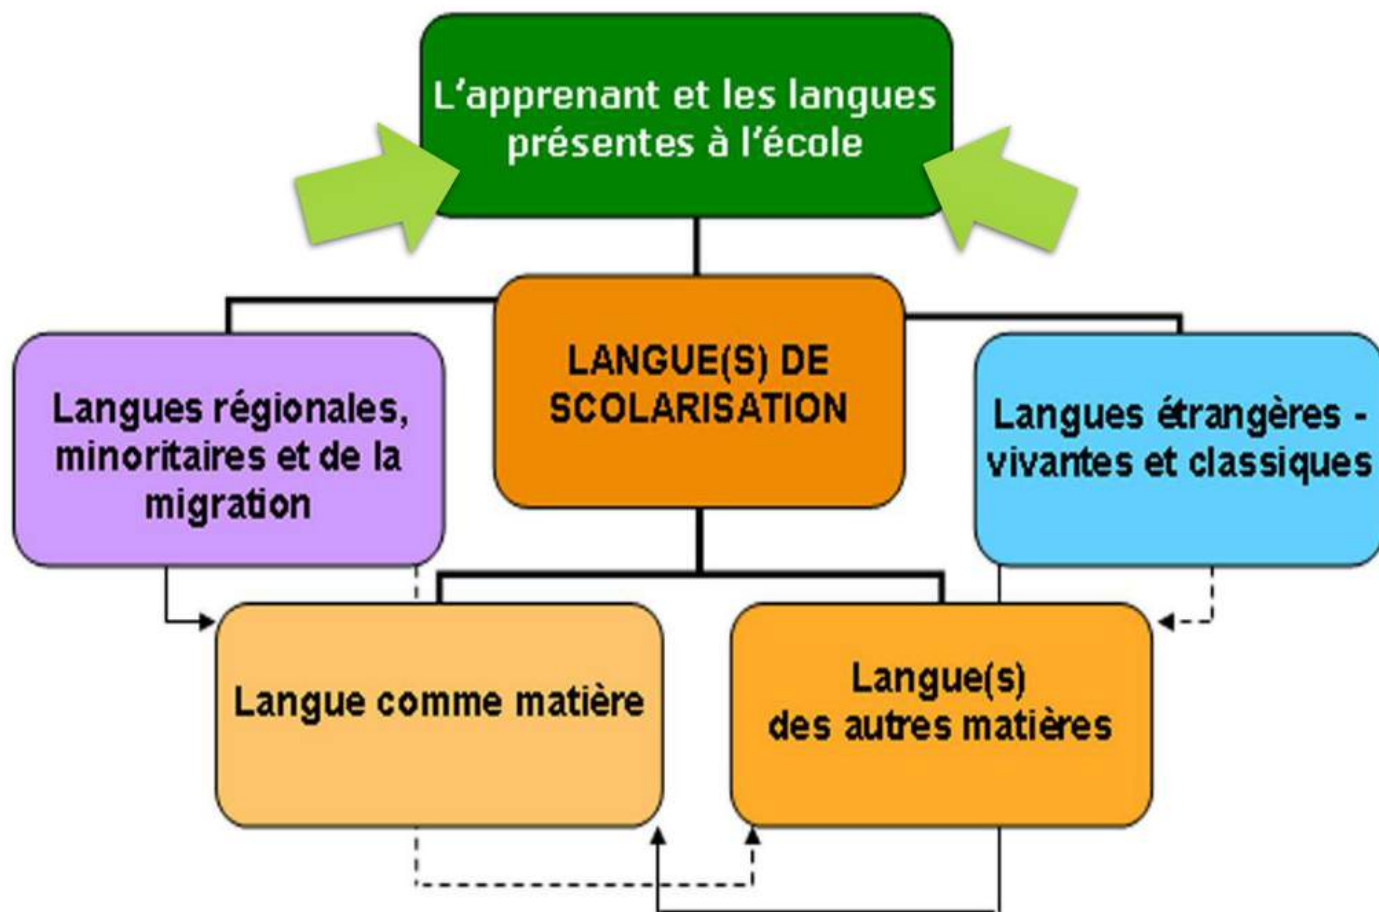 L'apprenant et les langues
présentes à l'école
LANGUE(S) DE
SCOLARISATION
Langues régionales,
minoritaires et de la
migration
Langues étrangères -
vivantes et classiques
Langue comme matière
Langue(s)
des autres matières